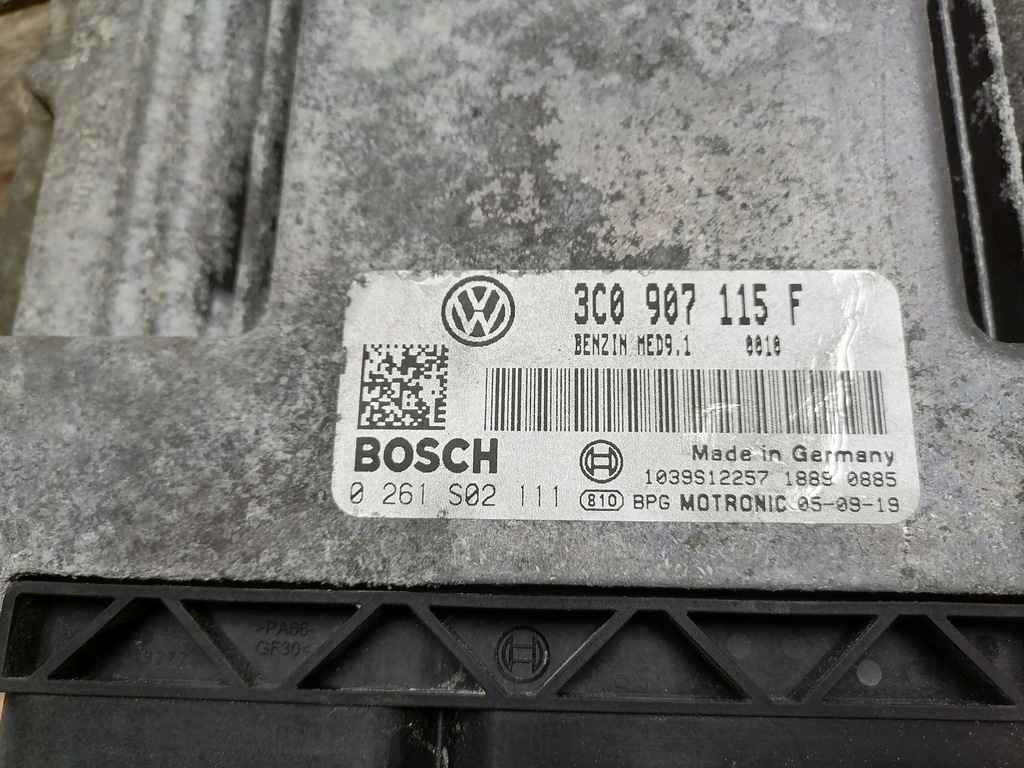 3C0 907 115 F
BENZIN MED9.1 0010
BOSCH
Made in Germany
1039S12257 1889 0885
0 261 S02 111
810 BPG MOTRONIC 05-09-19
>PA66-
GF30<